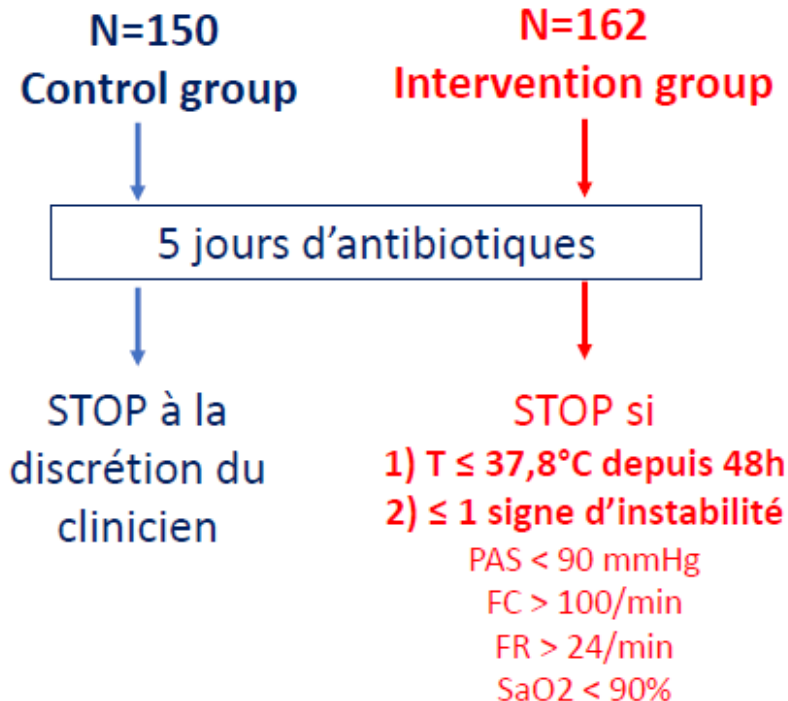 N=150
Control group
N=162
Intervention group
5 jours d’antibiotiques
STOP à la
discrétion du
clinicien
STOP si
1) T ≤ 37,8°C depuis 48h
2) ≤ 1 signe d’instabilité
PAS < 90 mmHg
FC > 100/min
FR > 24/min
SaO2 < 90%